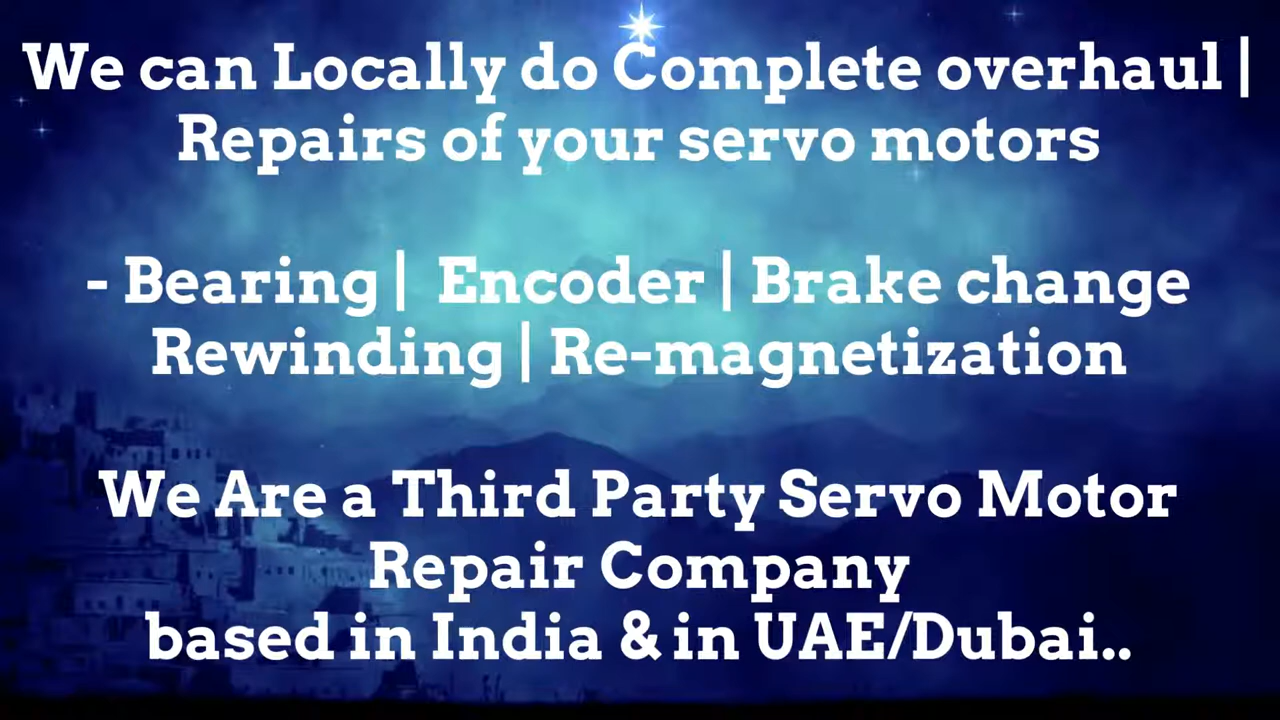 We can Locally do Complete overhaul |
Repairs of your servo motors
- Bearing | Encoder | Brake change
Rewinding | Re-magnetization
We Are a Third Party Servo Motor
Repair Company
based in India & in UAE/Dubai..